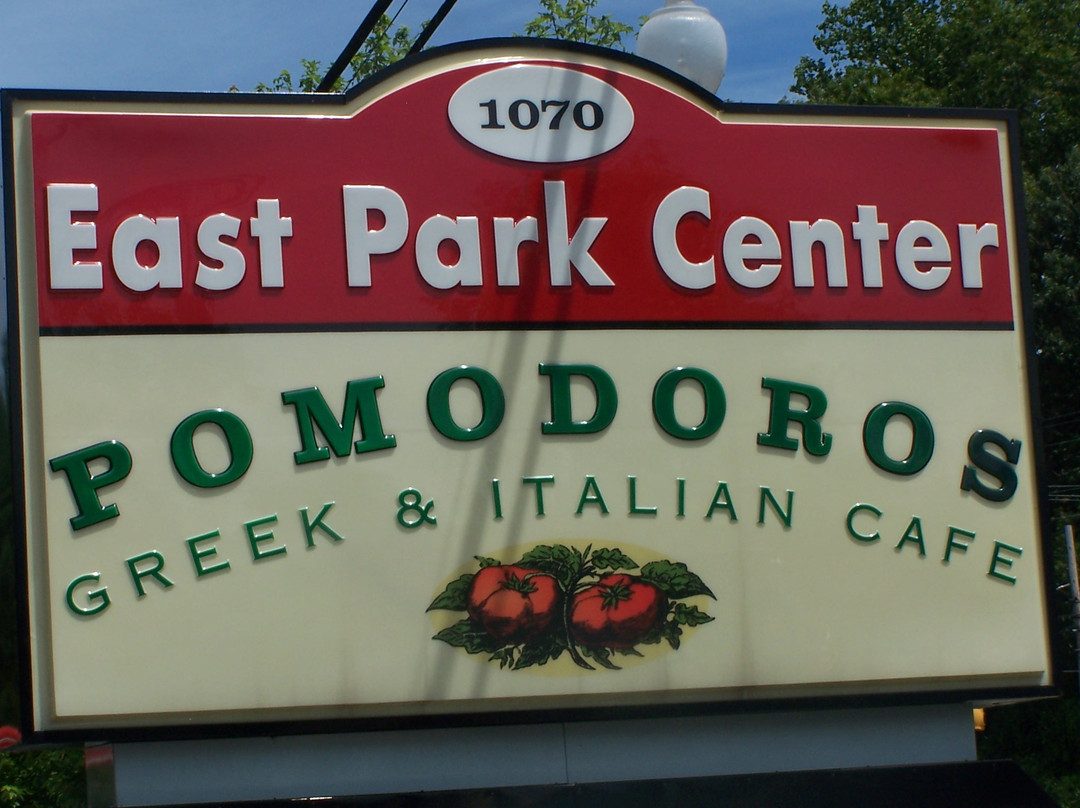 1070
East Park Center
POMODOROS
GREEK & ITALIAN CAFE